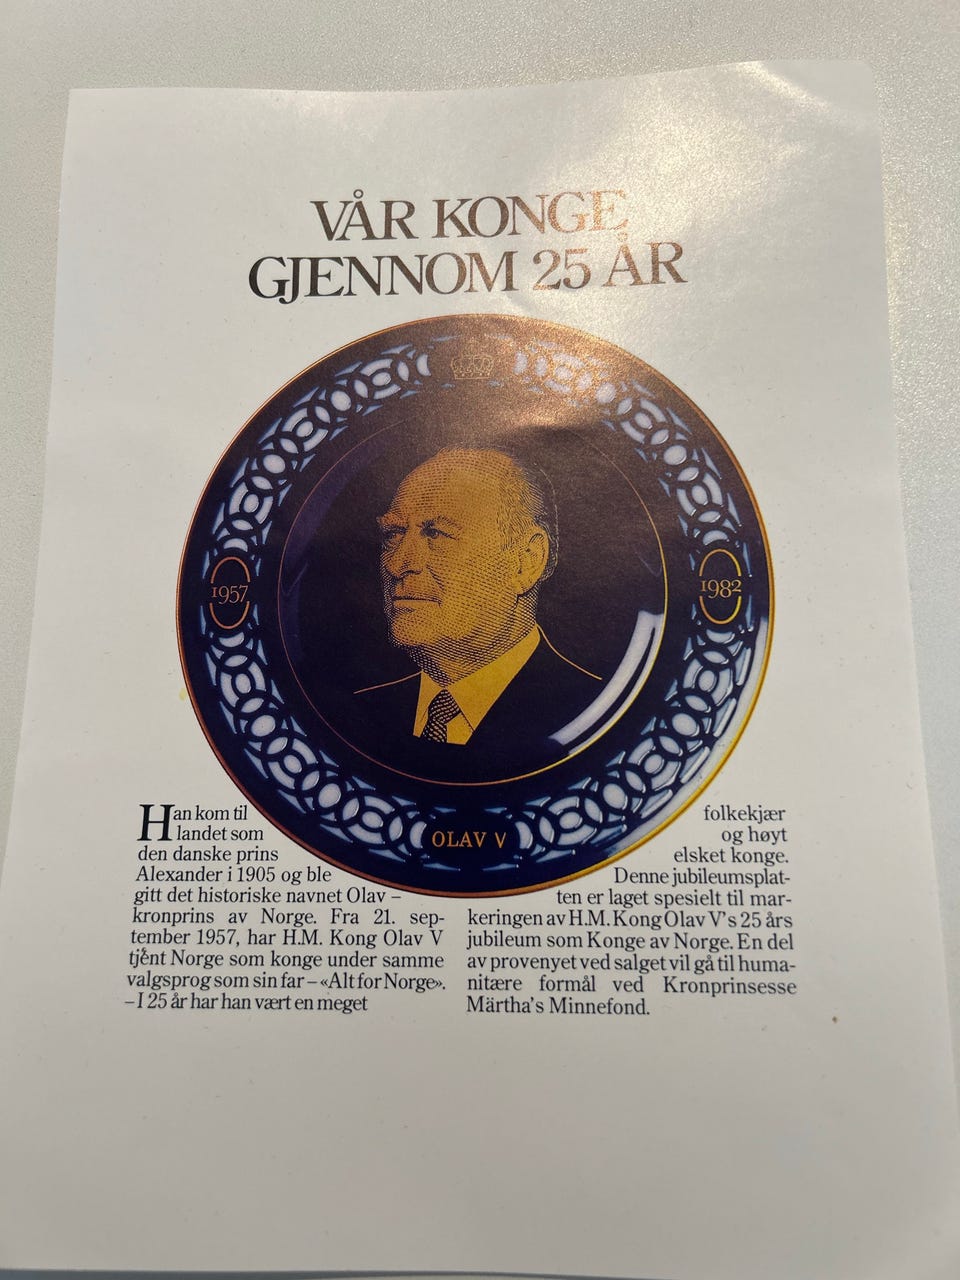 VÅR KONGE
GJENNOM 25 ÅR
1957
1982
OLAV V
Han kom til
landet som
den danske prins
Alexander i 1905 og ble
gitt det historiske navnet Olav –
kronprins av Norge. Fra 21. sep-
tember 1957, har H.M. Kong Olav V
tjent Norge som konge under samme
valgsprog som sin far – «Alt for Norge».
– I 25 år har han vært en meget
folkekjær
og høyt
elsket konge.
Denne jubileumsplat-
ten er laget spesielt til mar-
keringen av H.M. Kong Olav V's 25 års
jubileum som Konge av Norge. En del
av provenyet ved salget vil gå til huma-
nitære formål ved Kronprinsesse
Märtha's Minnefond.